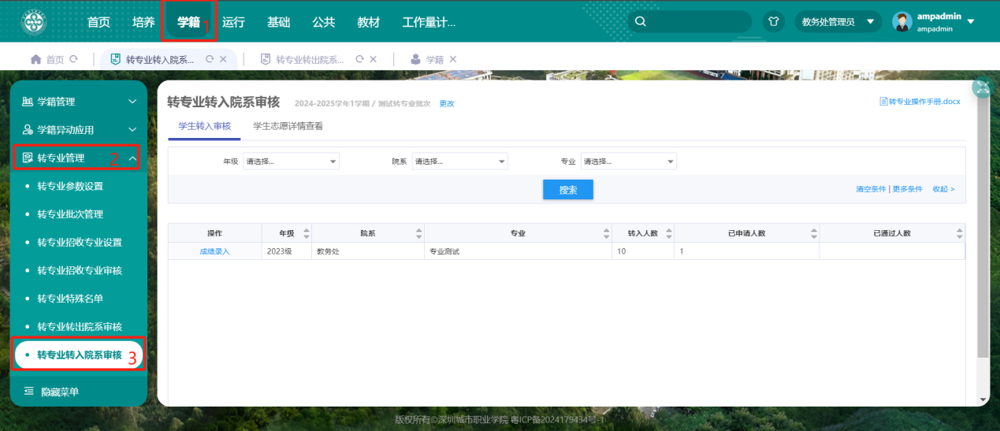 首页 培养 学籍 1 运行 基础 公共 教材 工作量计... 教务处管理员 ampadmin
ampadmin
首页 转专业转入院系... 转专业转出院系... 学籍
学籍管理
学籍异动应用
转专业管理 2
转专业参数设置
转专业批次管理
转专业招收专业设置
转专业招收专业审核
转专业特殊名单
转专业转出院系审核
转专业转入院系审核 3
隐藏菜单
转专业转入院系审核 2024-2025学年1学期 / 测试转专业批次 更改 转专业操作手册.docx
学生转入审核 学生志愿详情查看
年级 请选择... 院系 请选择... 专业 请选择...
搜索 清空条件 | 更多条件 收起 >
操作 年级 院系 专业 转入人数 已申请人数 已通过人数
成绩录入 2023级 教务处 专业测试 10 1
版权所有©深圳城市职业学院 粤ICP备2024179434号-1